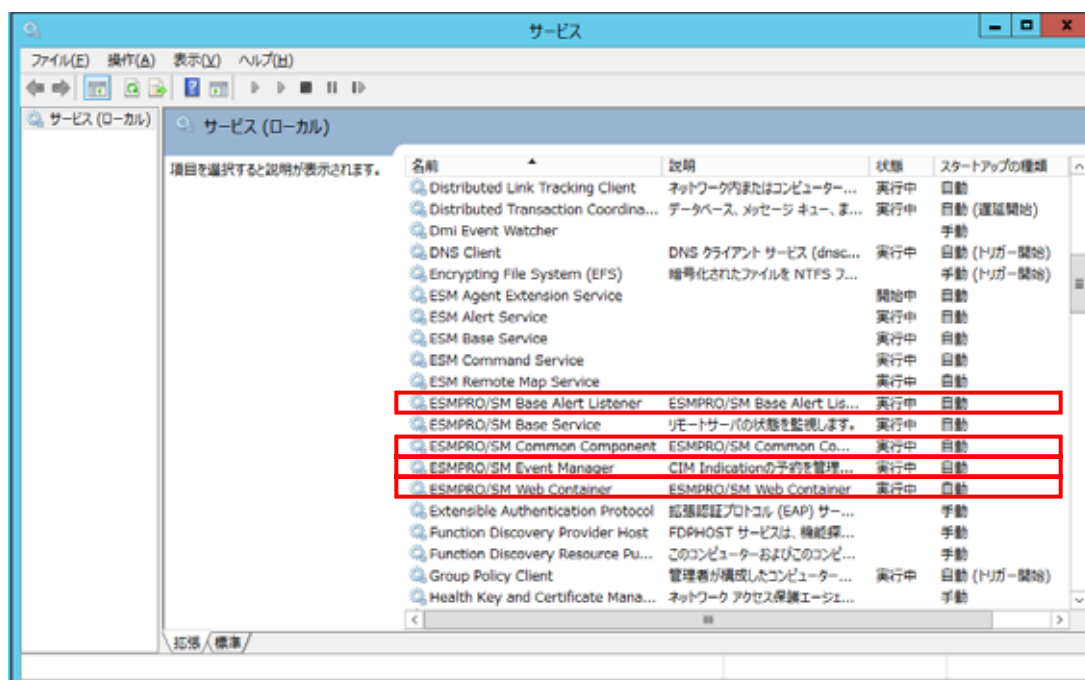 サービス
ファイル(F) 操作(A) 表示(V) ヘルプ(H)
サービス (ローカル)
サービス (ローカル)
項目を選択すると説明が表示されます。
名前 説明 状態 スタートアップの種類
Distributed Link Tracking Client ネットワーク内またはコンピューター... 実行中 自動
Distributed Transaction Coordina... データベース、メッセージ キュー、ま... 実行中 自動 (遅延開始)
Dmi Event Watcher 手動
DNS Client DNS クライアント サービス (dnsc... 実行中 自動 (トリガー開始)
Encrypting File System (EFS) 暗号化されたファイルを NTFS フ... 手動 (トリガー開始)
ESM Agent Extension Service 開始中 自動
ESM Alert Service 実行中 自動
ESM Base Service 実行中 自動
ESM Command Service 実行中 自動
ESM Remote Map Service 実行中 自動
ESMPRO/SM Base Alert Listener ESMPRO/SM Base Alert Lis... 実行中 自動
ESMPRO/SM Base Service リモートサーバの状態を監視します。 実行中 自動
ESMPRO/SM Common Component ESMPRO/SM Common Co... 実行中 自動
ESMPRO/SM Event Manager CIM Indicationの予約を管理... 実行中 自動
ESMPRO/SM Web Container ESMPRO/SM Web Container 実行中 自動
Extensible Authentication Protocol 拡張認証プロトコル (EAP) サー... 手動
Function Discovery Provider Host FDPHOST サービスは、機能探... 手動
Function Discovery Resource Pu... このコンピューターおよびこのコンピ... 手動
Group Policy Client 管理者が構成したコンピューター... 実行中 自動 (トリガー開始)
Health Key and Certificate Mana... ネットワーク アクセス保護エージェ... 手動
拡張 標準